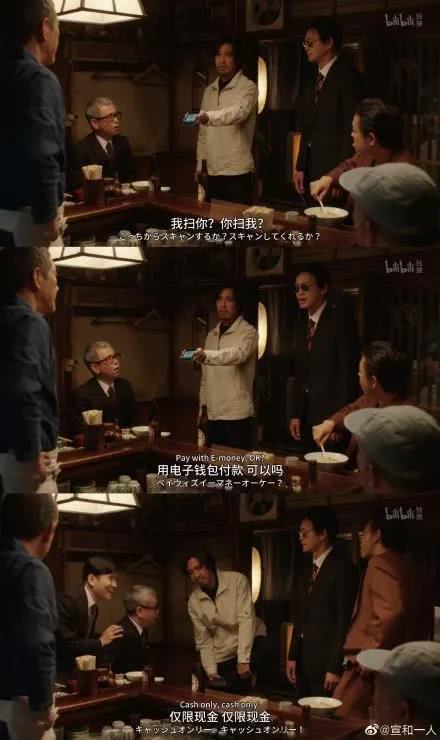 bilibili
我扫你？你扫我？
こっちからスキャンするか？スキャンしてくれるか？
bilibili
Pay with E-money, OK?
用电子钱包付款 可以吗
ペイウィズイーマネーオーケー？
bilibili
Cash only, cash only
仅限现金 仅限现金
キャッシュオンリー、キャッシュオンリー！
@宣和一人